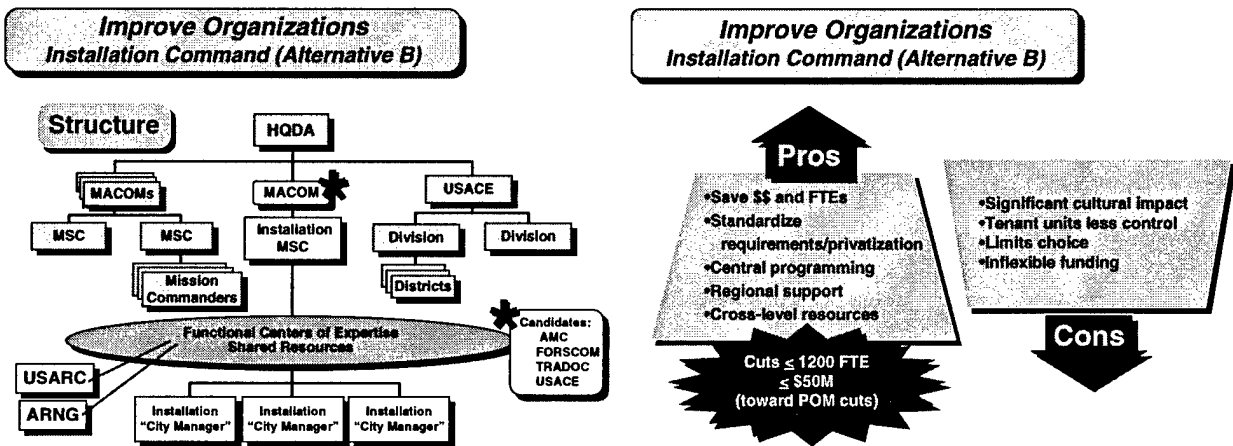 Improve Organizations
Installation Command (Alternative B)
Structure
HQDA
MACOMs
MACOM*
USACE
MSC
MSC
Installation
MSC
Division
Division
Mission
Commanders
Districts
Functional Centers of Expertise
Shared Resources
*
Candidates:
AMC
FORSCOM
TRADOC
USACE
USARC
ARNG
Installation
"City Manager"
Installation
"City Manager"
Installation
"City Manager"
Improve Organizations
Installation Command (Alternative B)
Pros
•Save $$ and FTEs
•Standardize
requirements/privatization
•Central programming
•Regional support
•Cross-level resources
Cuts ≤ 1200 FTE
≤ $50M
(toward POM cuts)
•Significant cultural impact
•Tenant units less control
•Limits choice
•Inflexible funding
Cons